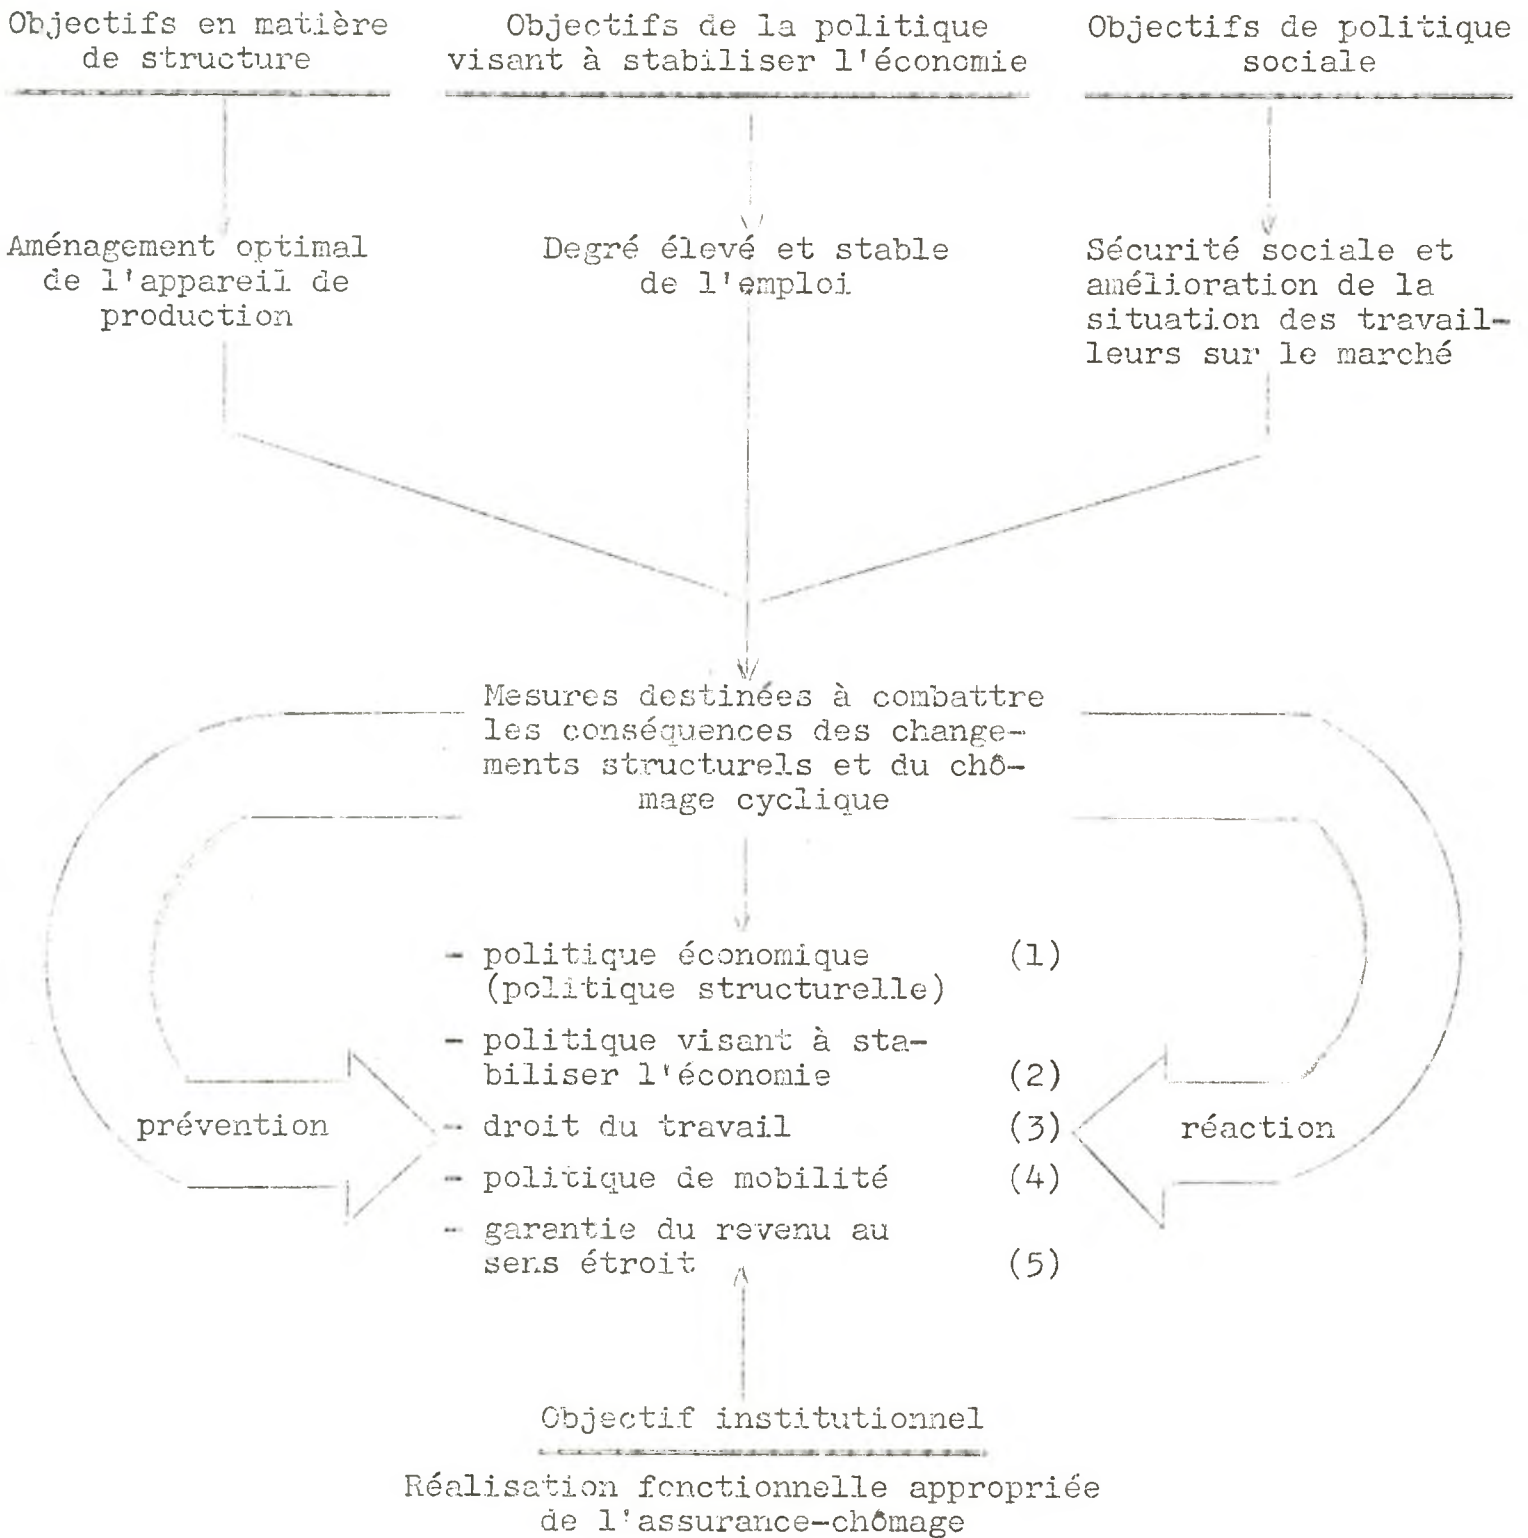 Objectifs en matière
de structure
Objectifs de la politique
visant à stabiliser l'économie
Objectifs de politique
sociale
Aménagement optimal
de l'appareil de
production
Degré élevé et stable
de l'emploi
Sécurité sociale et
amélioration de la
situation des travail-
leurs sur le marché
Mesures destinées à combattre
les conséquences des change-
ments structurels et du chô-
mage cyclique
- politique économique (1)
(politique structurelle)
- politique visant à sta-
biliser l'économie (2)
- droit du travail (3)
- politique de mobilité (4)
- garantie du revenu au
sens étroit (5)
prévention
réaction
Objectif institutionnel
Réalisation fonctionnelle appropriée
de l'assurance-chômage